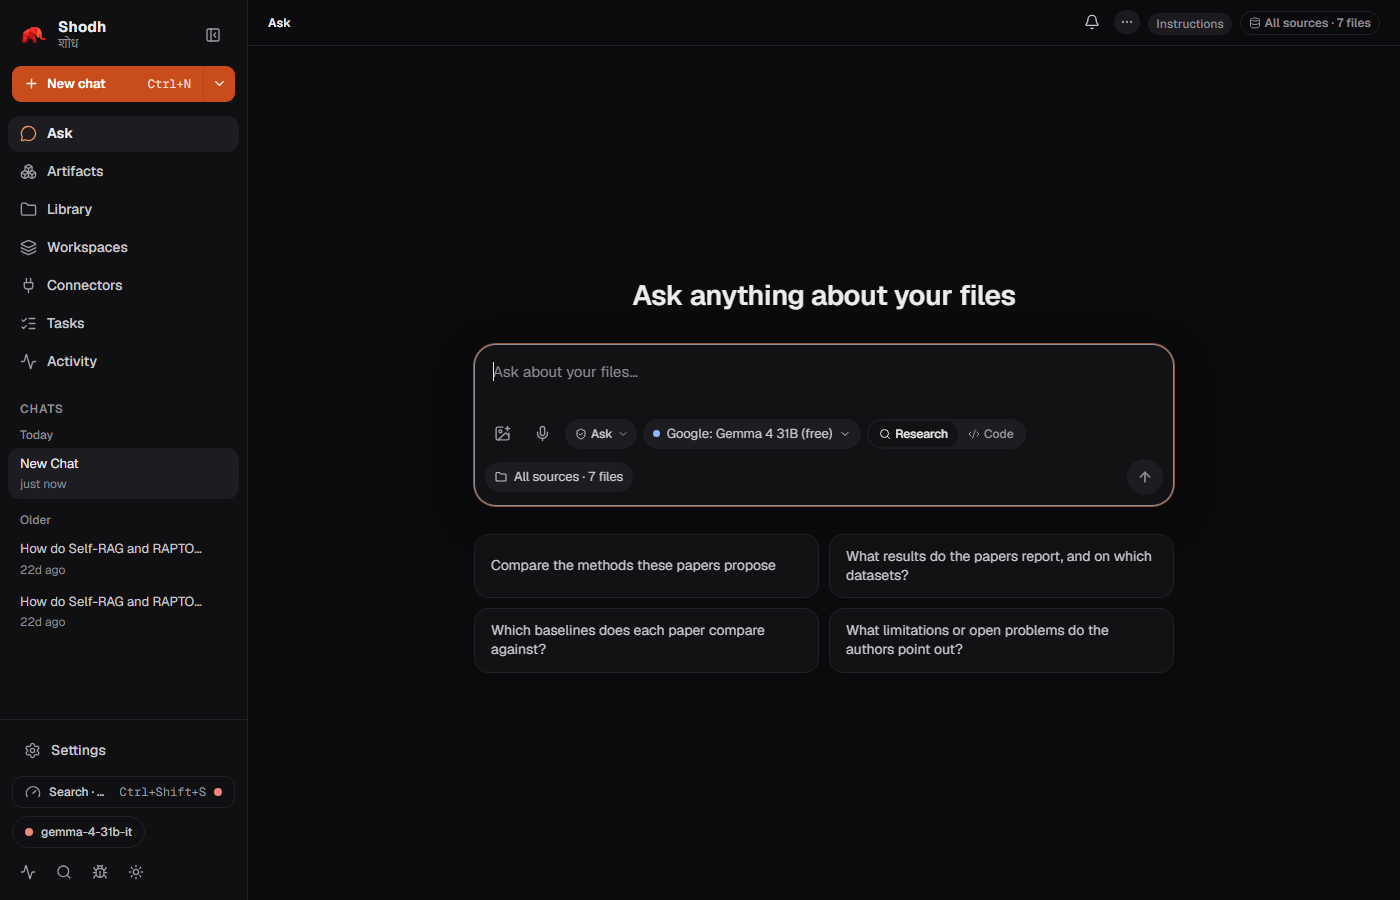 Shodh
शोध
New chat Ctrl+N
Ask
Artifacts
Library
Workspaces
Connectors
Tasks
Activity
CHATS
Today
New Chat
just now
Older
How do Self-RAG and RAPTO...
22d ago
How do Self-RAG and RAPTO...
22d ago
Settings
Search · ... Ctrl+Shift+S
gemma-4-31b-it
Ask
Instructions
All sources · 7 files
Ask anything about your files
Ask about your files...
Ask
Google: Gemma 4 31B (free)
Research
Code
All sources · 7 files
Compare the methods these papers propose
What results do the papers report, and on which
datasets?
Which baselines does each paper compare
against?
What limitations or open problems do the
authors point out?